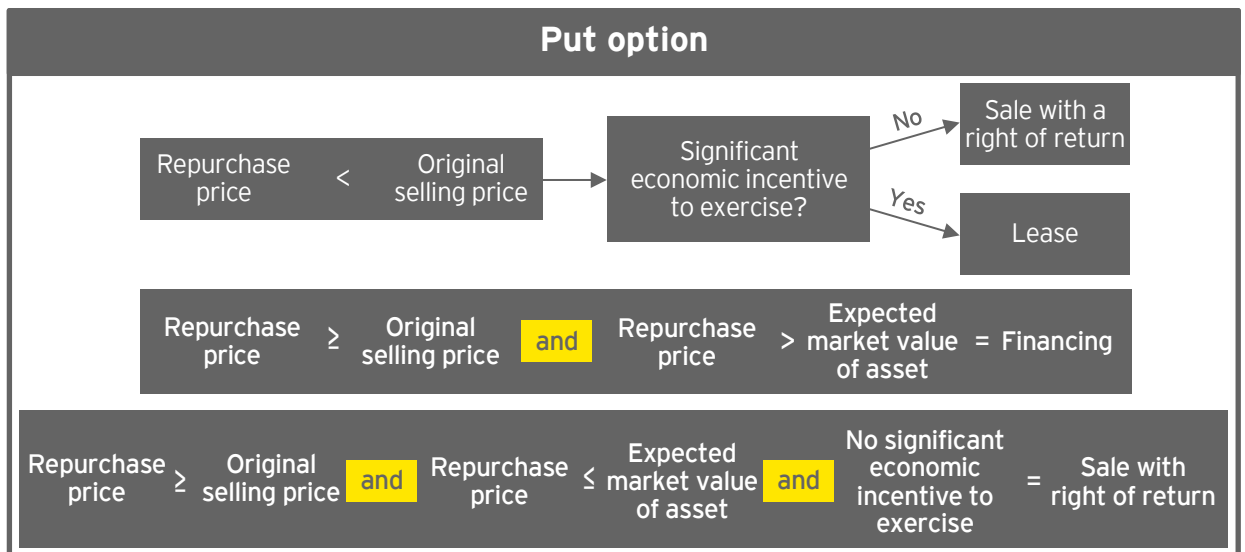 Put option
Repurchase
price
<
Original
selling price
Significant
economic incentive
to exercise?
No
Sale with a
right of return
Yes
Lease
Repurchase
price
≥
Original
selling price
and
Repurchase
price
>
Expected
market value
of asset
= Financing
Repurchase
price
≥
Original
selling price
and
Repurchase
price
≤
Expected
market value
of asset
and
No significant
economic
incentive to
exercise
=
Sale with
right of return